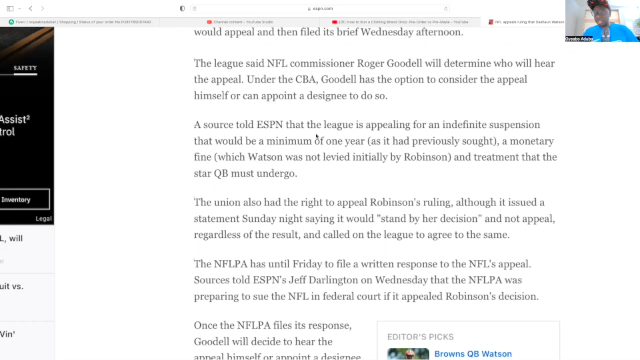 espn.com
NFL appeals ruling that Deshaun Watson
would appeal and then filed its brief Wednesday afternoon.
The league said NFL commissioner Roger Goodell will determine who will hear
the appeal. Under the CBA, Goodell has the option to consider the appeal
himself or can appoint a designee to do so.
A source told ESPN that the league is appealing for an indefinite suspension
that would be a minimum of one year (as it had previously sought), a monetary
fine (which Watson was not levied initially by Robinson) and treatment that the
star QB must undergo.
The union also had the right to appeal Robinson's ruling, although it issued a
statement Sunday night saying it would "stand by her decision" and not appeal,
regardless of the result, and called on the league to agree to the same.
The NFLPA has until Friday to file a written response to the NFL's appeal.
Sources told ESPN's Jeff Darlington on Wednesday that the NFLPA was
preparing to sue the NFL in federal court if it appealed Robinson's decision.
Once the NFLPA files its response,
Goodell will decide to hear the
appeal himself or appoint a designee
EDITOR'S PICKS
Browns QB Watson
SAFETY
Assist²
trol
Inventory
Legal
L, will
uit vs.
Win'